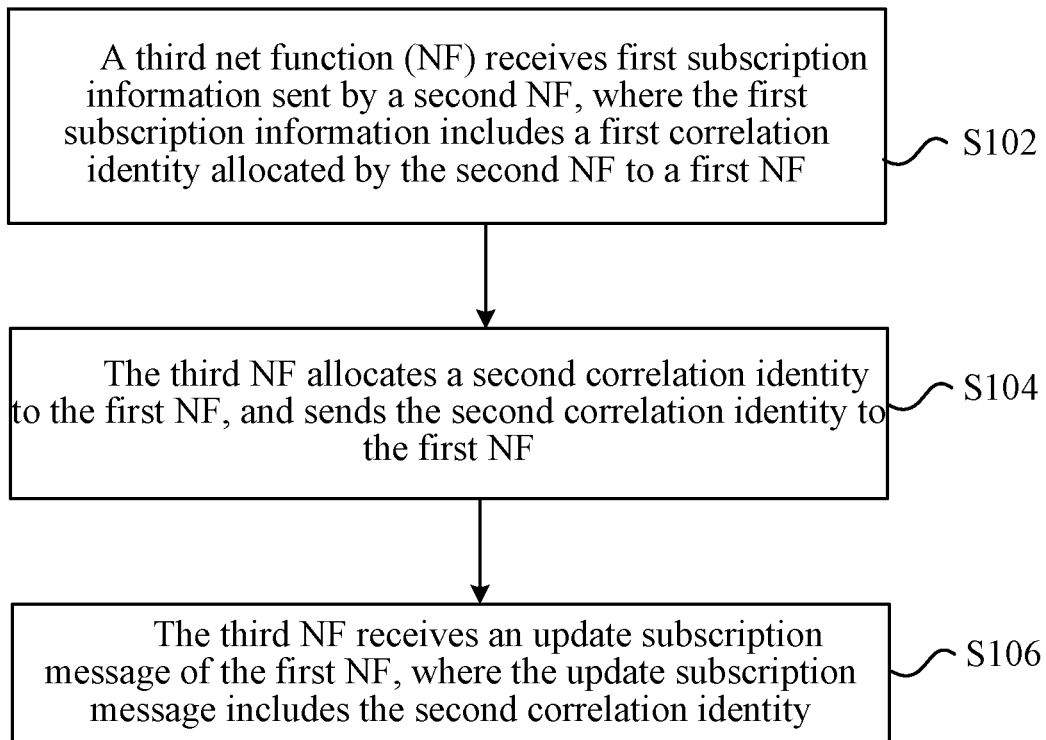 A third net function (NF) receives first subscription
information sent by a second NF, where the first
subscription information includes a first correlation
identity allocated by the second NF to a first NF
S102
The third NF allocates a second correlation identity
to the first NF, and sends the second correlation identity to
the first NF
S104
The third NF receives an update subscription
message of the first NF, where the update subscription
message includes the second correlation identity
S106